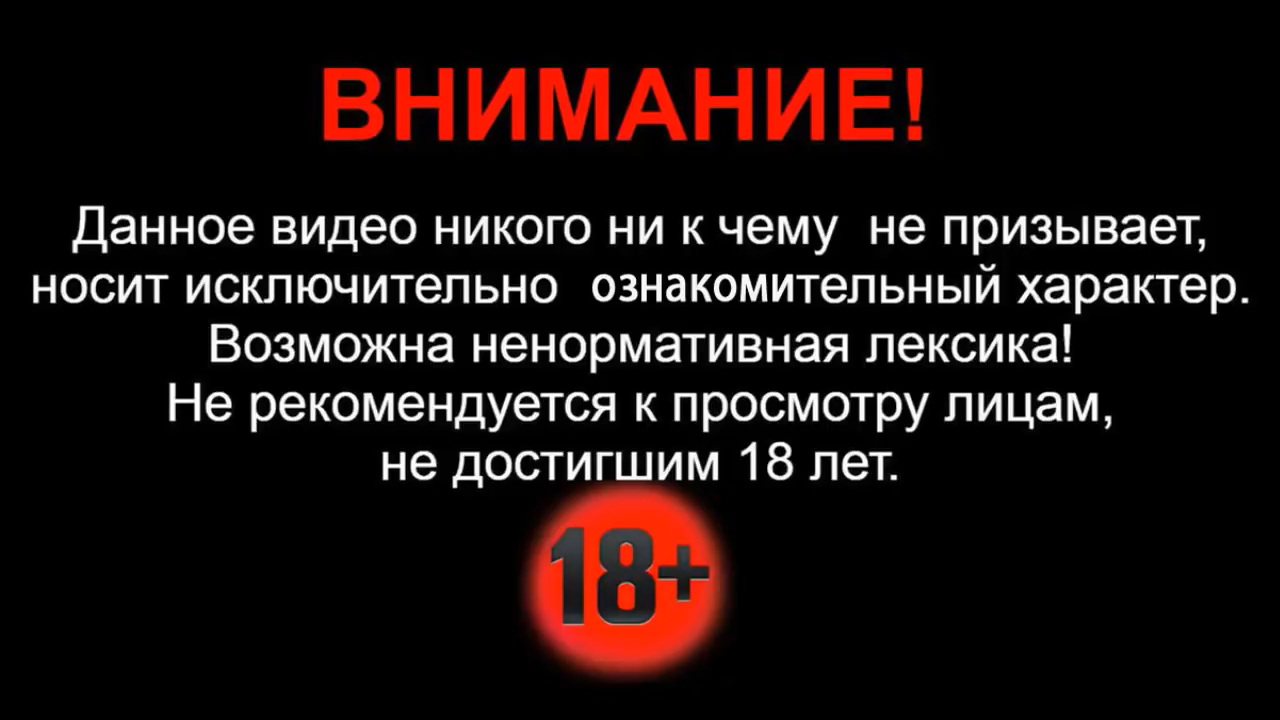 ВНИМАНИЕ!
Данное видео никого ни к чему не призывает,
носит исключительно ознакомительный характер.
Возможна ненормативная лексика!
Не рекомендуется к просмотру лицам,
не достигшим 18 лет.
18+